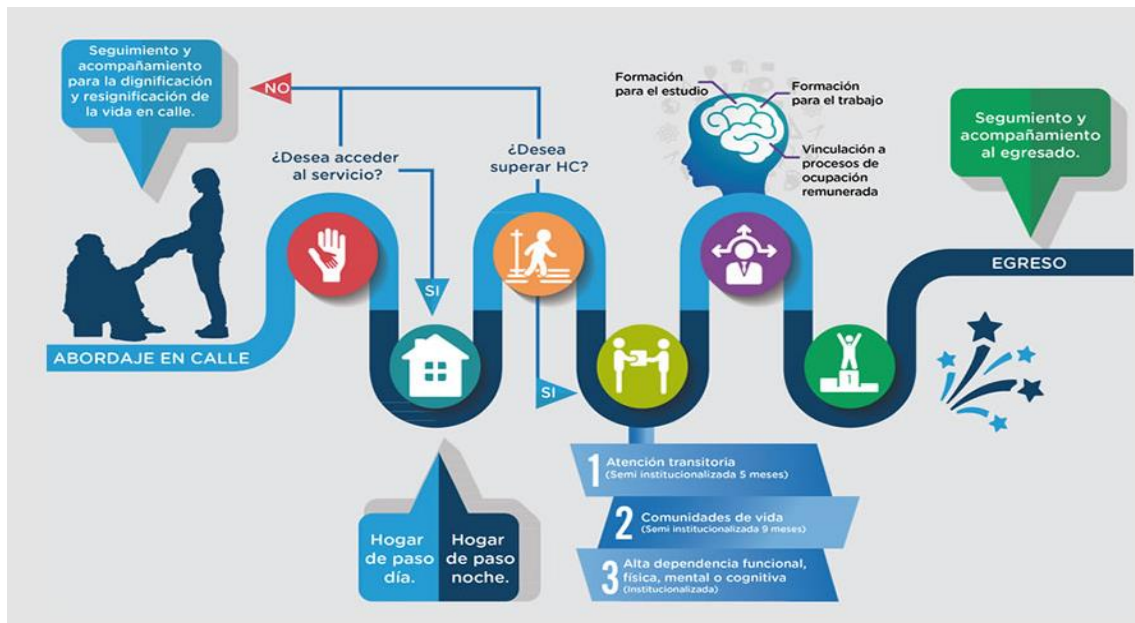 Seguimiento y
acompañamiento
para la dignificación
y resignificación de
la vida en calle.
NO
¿Desea acceder
al servicio?
SI
¿Desea
superar HC?
SI
Formación
para el estudio
Formación
para el trabajo
Vinculación a
procesos de
ocupación
remunerada
Segumiento y
acompañamiento
al egresado.
ABORDAJE EN CALLE
EGRESO
1
Hogar
de paso
día.
Hogar
de paso
noche.
1 Atención transitoria
(Semi institucionalizada 5 meses)
2 Comunidades de vida
(Semi institucionalizada 9 meses)
3 Alta dependencia funcional,
física, mental o cognitiva
(Institucionalizada)